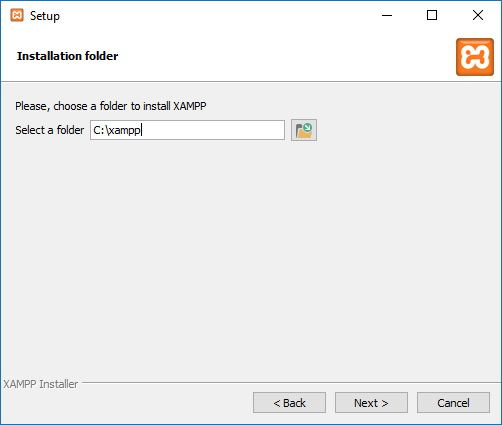 Setup
Installation folder
Please, choose a folder to install XAMPP
Select a folder C:\xampp
XAMPP Installer
< Back Next > Cancel